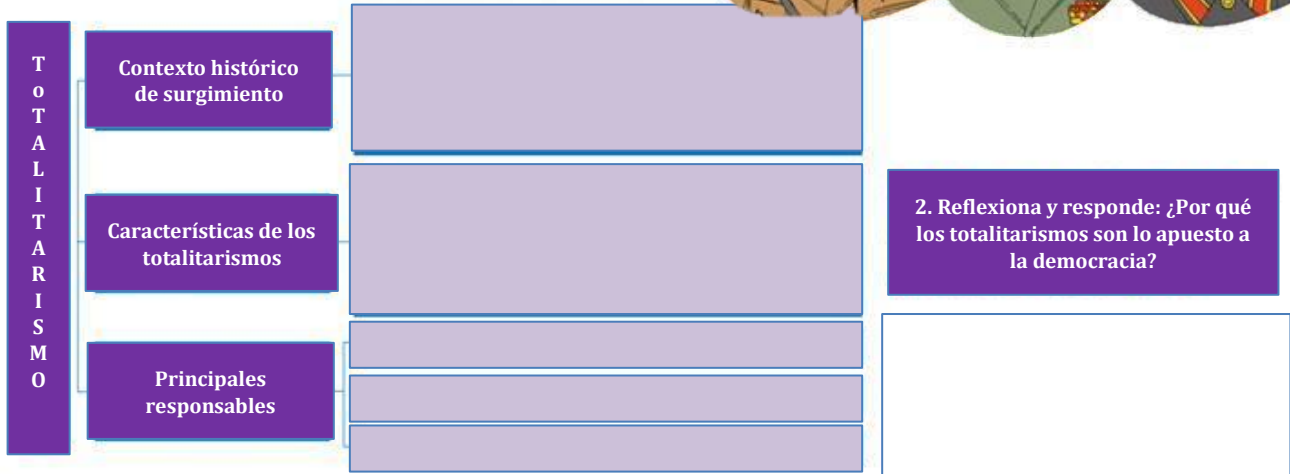 T
o
T
A
L
I
T
A
R
I
S
M
O
Contexto histórico
de surgimiento
Características de los
totalitarismos
Principales
responsables
2. Reflexiona y responde: ¿Por qué
los totalitarismos son lo apuesto a
la democracia?